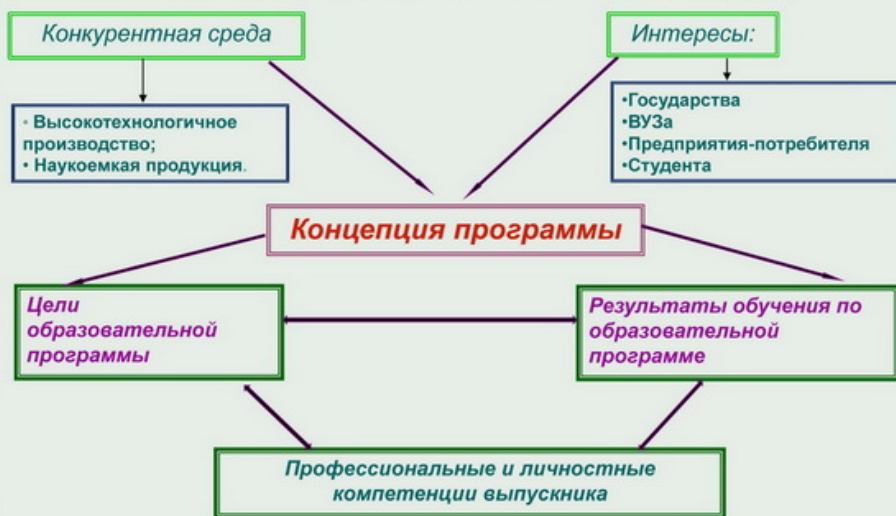 Конкурентная среда
Интересы:
• Высокотехнологичное
производство;
• Наукоемкая продукция.
•Государства
•ВУЗа
•Предприятия-потребителя
•Студента
Концепция программы
Цели
образовательной
программы
Результаты обучения по
образовательной
программе
Профессиональные и личностные
компетенции выпускника